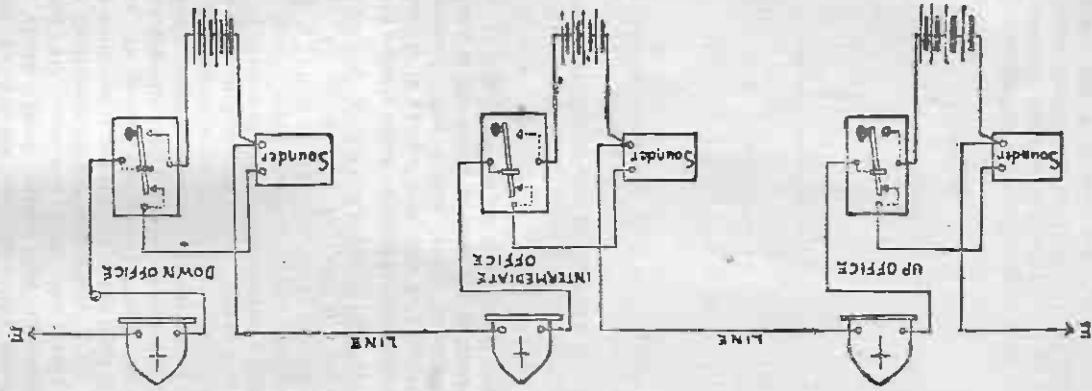 E
LINE
LINE
E
UP OFFICE
INTERMEDIATE
OFFICE
DOWN OFFICE
Sounder
Sounder
Sounder